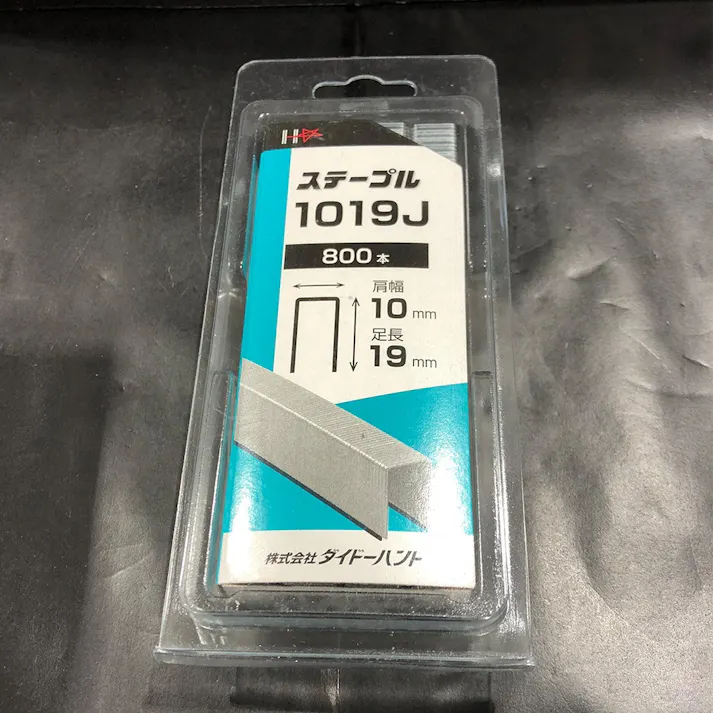 ステープル
1019J
800本
肩幅
10mm
足長
19mm
株式会社 ダイドーハント